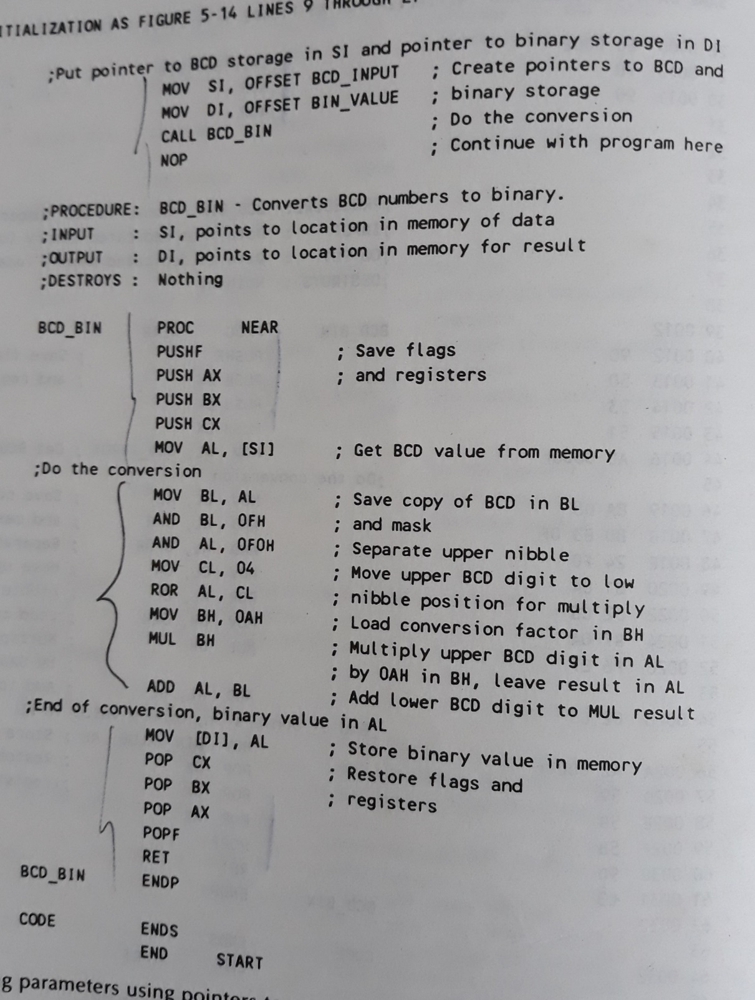 ITIALIZATION AS FIGURE 5-14 LINES 9 THROUGH
;Put pointer to BCD storage in SI and pointer to binary storage in DI
MOV SI, OFFSET BCD_INPUT ; Create pointers to BCD and
MOV DI, OFFSET BIN_VALUE ; binary storage
CALL BCD_BIN ; Do the conversion
NOP ; Continue with program here
;PROCEDURE: BCD_BIN - Converts BCD numbers to binary.
;INPUT : SI, points to location in memory of data
;OUTPUT : DI, points to location in memory for result
;DESTROYS : Nothing
BCD_BIN PROC NEAR
PUSHF ; Save flags
PUSH AX ; and registers
PUSH BX
PUSH CX
MOV AL, [SI] ; Get BCD value from memory
;Do the conversion
MOV BL, AL ; Save copy of BCD in BL
AND BL, 0FH ; and mask
AND AL, 0F0H ; Separate upper nibble
MOV CL, 04 ; Move upper BCD digit to low
ROR AL, CL ; nibble position for multiply
MOV BH, 0AH ; Load conversion factor in BH
MUL BH ; Multiply upper BCD digit in AL
; by 0AH in BH, leave result in AL
ADD AL, BL ; Add lower BCD digit to MUL result
;End of conversion, binary value in AL
MOV [DI], AL ; Store binary value in memory
POP CX ; Restore flags and
POP BX ; registers
POP AX
POPF
RET
BCD_BIN ENDP
CODE ENDS
END START
g parameters using pointers